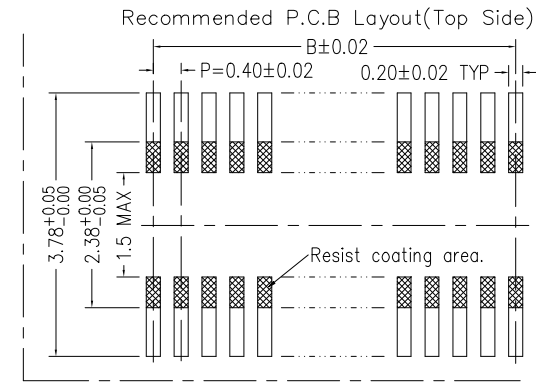 Recommended P.C.B Layout(Top Side)
B±0.02
P=0.40±0.02
0.20±0.02 TYP
3.78+0.05 -0.00
2.38+0.00 -0.05
1.5 MAX
Resist coating area.